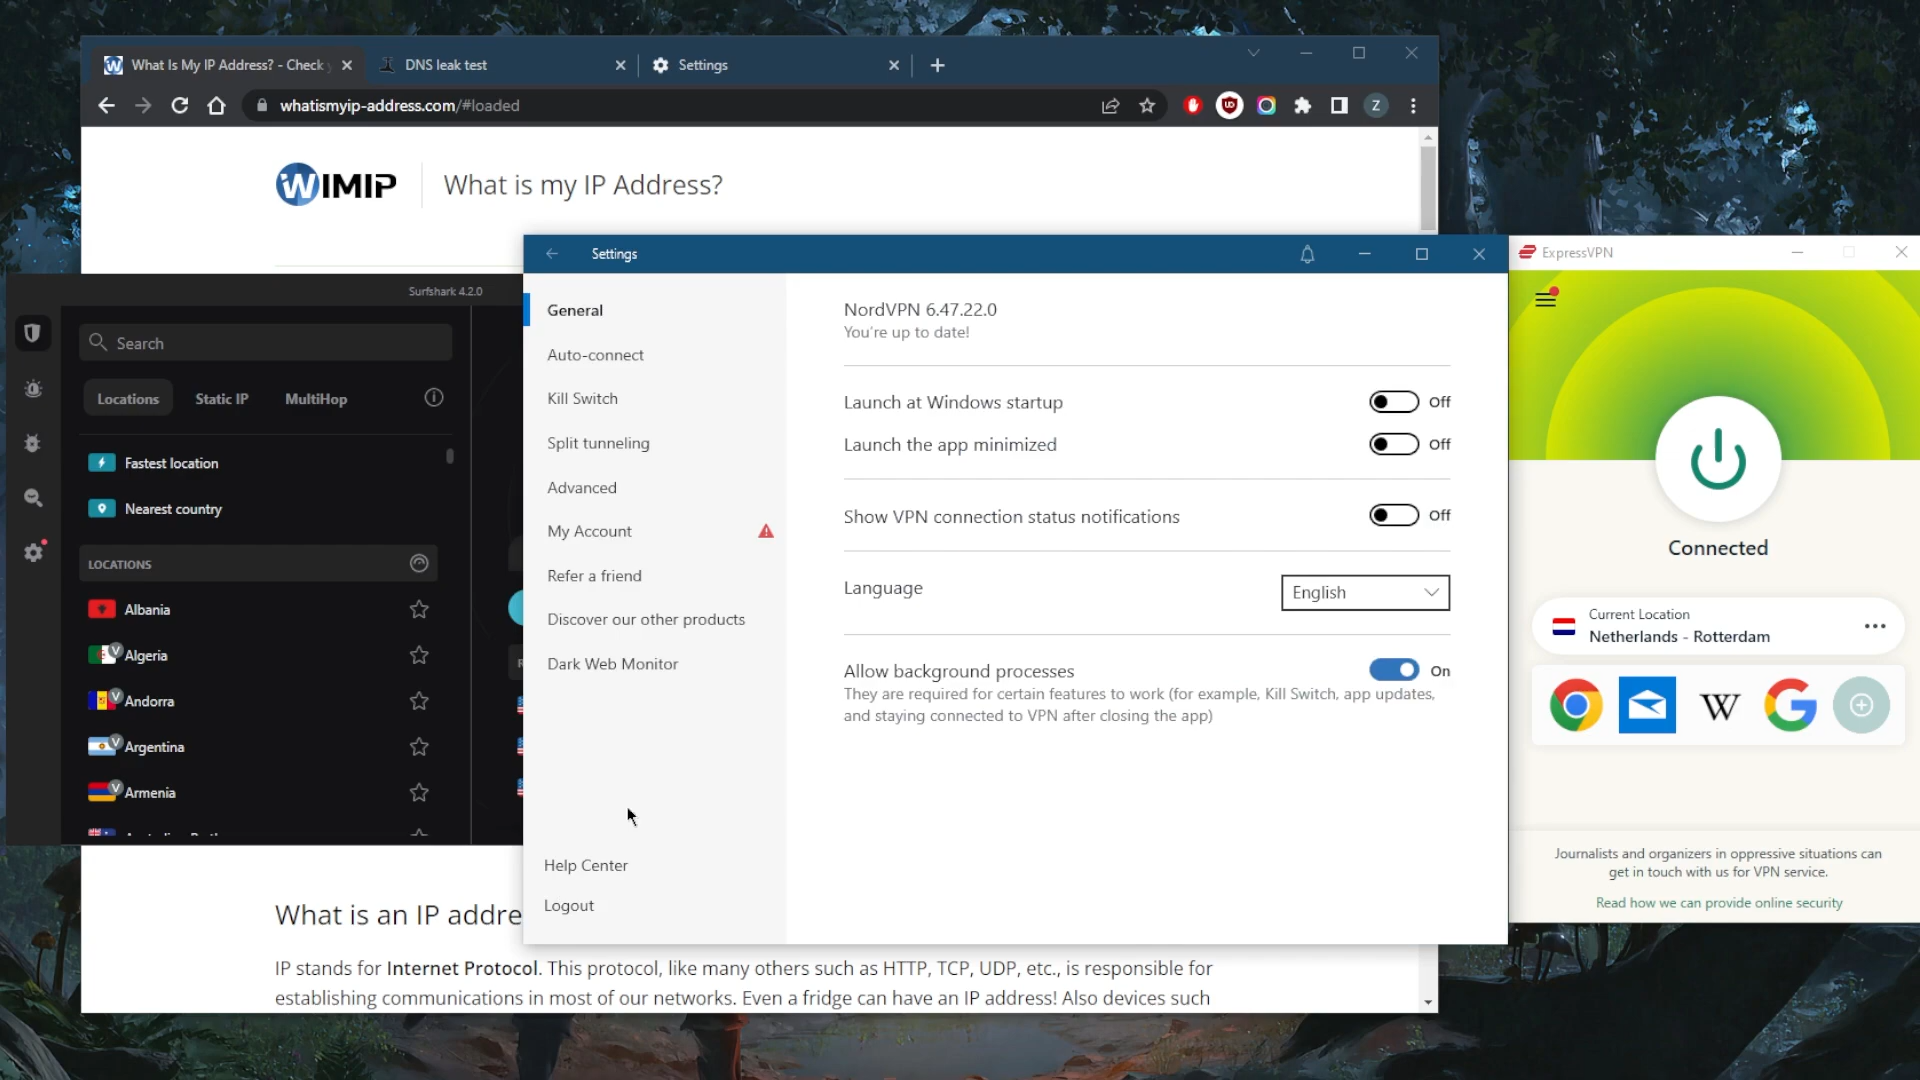 What Is My IP Address? - Check
DNS leak test
Settings
whatismyip-address.com/#loaded
UD
Z
WIMIP
What is my IP Address?
Surfshark 4.2.0
Search
Locations
Static IP
MultiHop
Fastest location
Nearest country
LOCATIONS
Albania
V
Algeria
V
Andorra
V
Argentina
V
Armenia
Settings
General
Auto-connect
Kill Switch
Split tunneling
Advanced
My Account
Refer a friend
Discover our other products
Dark Web Monitor
Help Center
Logout
NordVPN 6.47.22.0
You're up to date!
Launch at Windows startup
Off
Launch the app minimized
Off
Show VPN connection status notifications
Off
Language
English
Allow background processes
On
They are required for certain features to work (for example, Kill Switch, app updates,
and staying connected to VPN after closing the app)
ExpressVPN
Connected
Current Location
Netherlands - Rotterdam
W
G
Journalists and organizers in oppressive situations can
get in touch with us for VPN service.
Read how we can provide online security
What is an IP addre
IP stands for Internet Protocol. This protocol, like many others such as HTTP, TCP, UDP, etc., is responsible for
establishing communications in most of our networks. Even a fridge can have an IP address! Also devices such